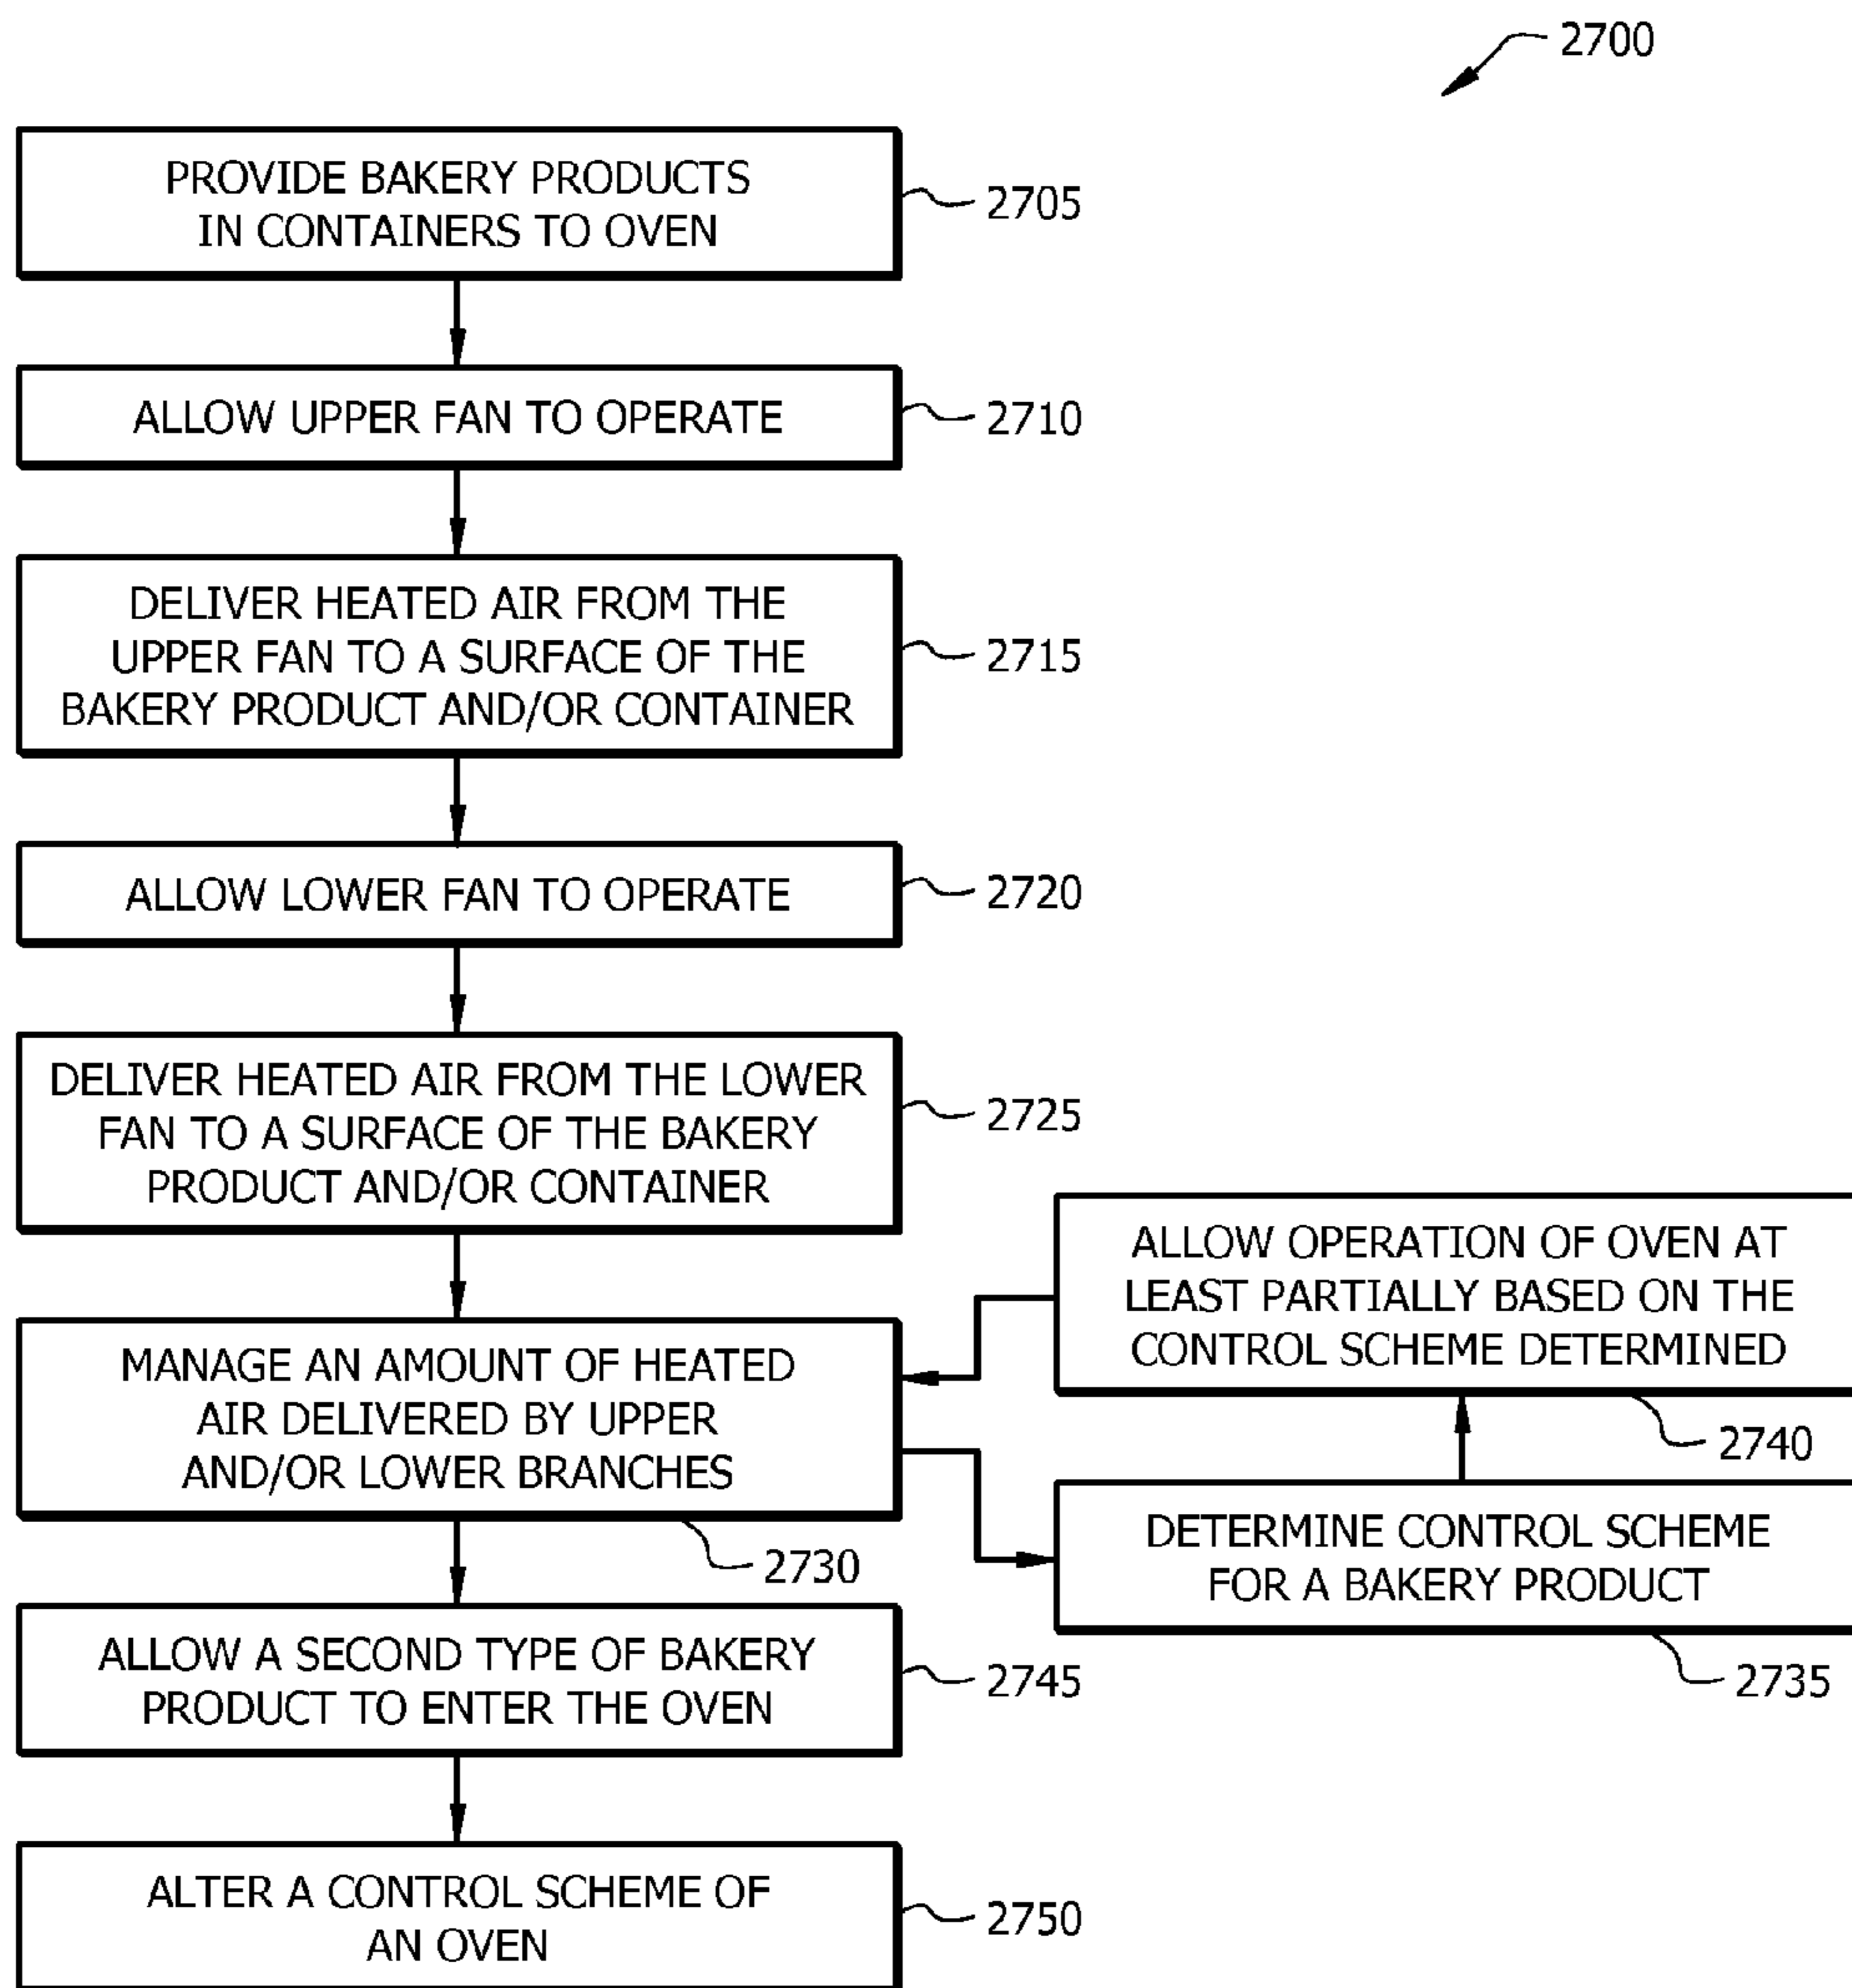 2700
PROVIDE BAKERY PRODUCTS
IN CONTAINERS TO OVEN
2705
ALLOW UPPER FAN TO OPERATE
2710
DELIVER HEATED AIR FROM THE
UPPER FAN TO A SURFACE OF THE
BAKERY PRODUCT AND/OR CONTAINER
2715
ALLOW LOWER FAN TO OPERATE
2720
DELIVER HEATED AIR FROM THE LOWER
FAN TO A SURFACE OF THE BAKERY
PRODUCT AND/OR CONTAINER
2725
MANAGE AN AMOUNT OF HEATED
AIR DELIVERED BY UPPER
AND/OR LOWER BRANCHES
2730
ALLOW OPERATION OF OVEN AT
LEAST PARTIALLY BASED ON THE
CONTROL SCHEME DETERMINED
2740
DETERMINE CONTROL SCHEME
FOR A BAKERY PRODUCT
2735
ALLOW A SECOND TYPE OF BAKERY
PRODUCT TO ENTER THE OVEN
2745
ALTER A CONTROL SCHEME OF
AN OVEN
2750